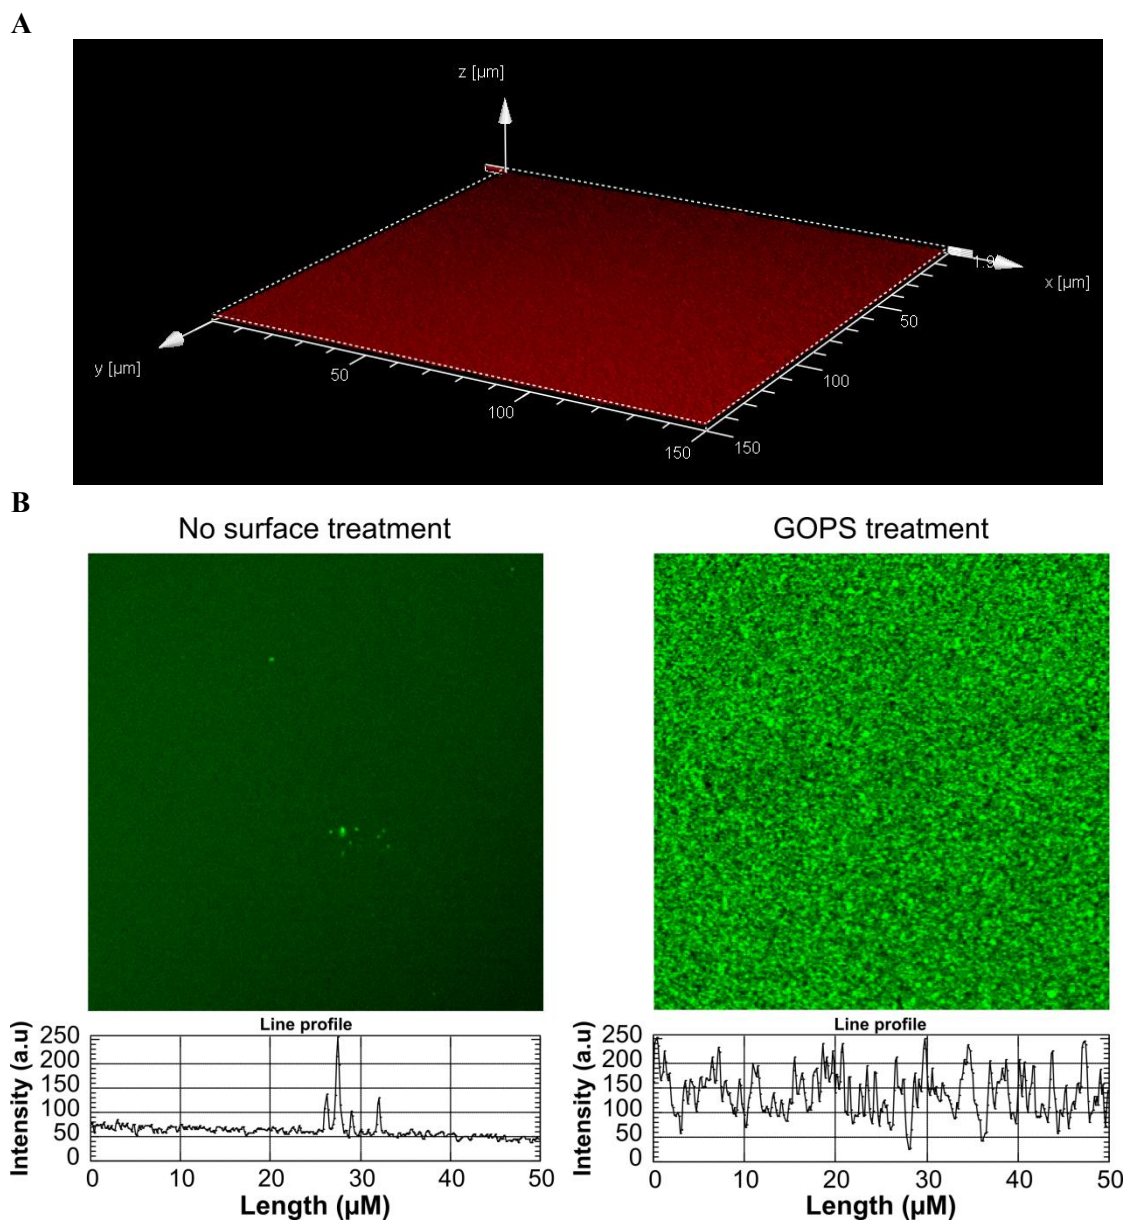 A
z [µm]
1.9
x [µm]
50
100
150
y [µm]
50
100
150
B
No surface treatment
GOPS treatment
Line profile
Intensity (a.u)
250
200
150
100
50
0
0 10 20 30 40 50
Length (µM)
Line profile
Intensity (a.u)
250
200
150
100
50
0
0 10 20 30 40 50
Length (µM)